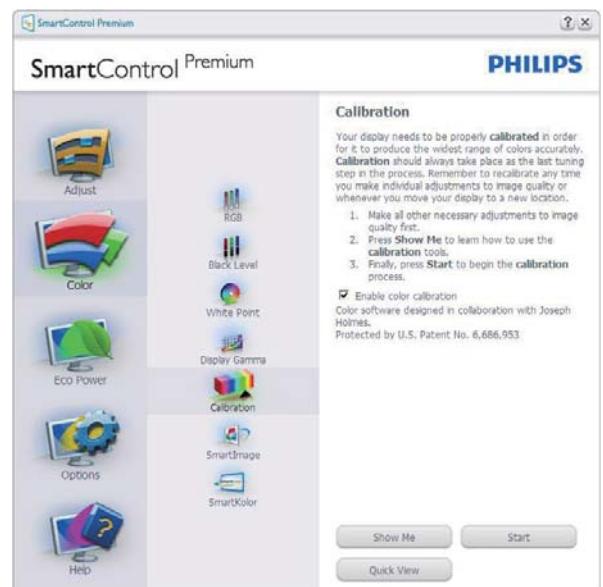 SmartControl Premium
SmartControl Premium
PHILIPS
Adjust
Color
Eco Power
Options
Help
RGB
Black Level
White Point
Display Gamma
Calibration
SmartImage
SmartKolor
Calibration
Your display needs to be properly calibrated in order
for it to produce the widest range of colors accurately.
Calibration should always take place as the last tuning
step in the process. Remember to recalibrate any time
you make individual adjustments to image quality or
whenever you move your display to a new location.
1. Make all other necessary adjustments to image
quality first.
2. Press Show Me to learn how to use the
calibration tools.
3. Finally, press Start to begin the calibration
process.
Enable color calibration
Color software designed in collaboration with Joseph
Holmes.
Protected by U.S. Patent No. 6,686,953
Show Me
Start
Quick View